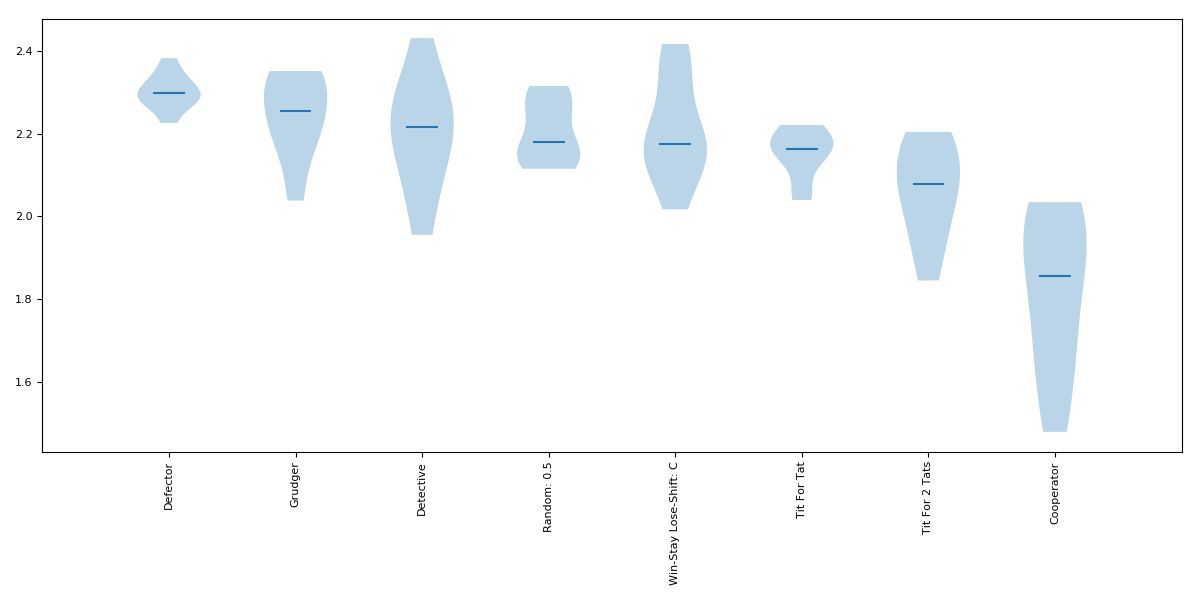 2.4
2.2
2.0
1.8
1.6
Defector
Grudger
Detective
Random: 0.5
Win-Stay Lose-Shift: C
Tit For Tat
Tit For 2 Tats
Cooperator